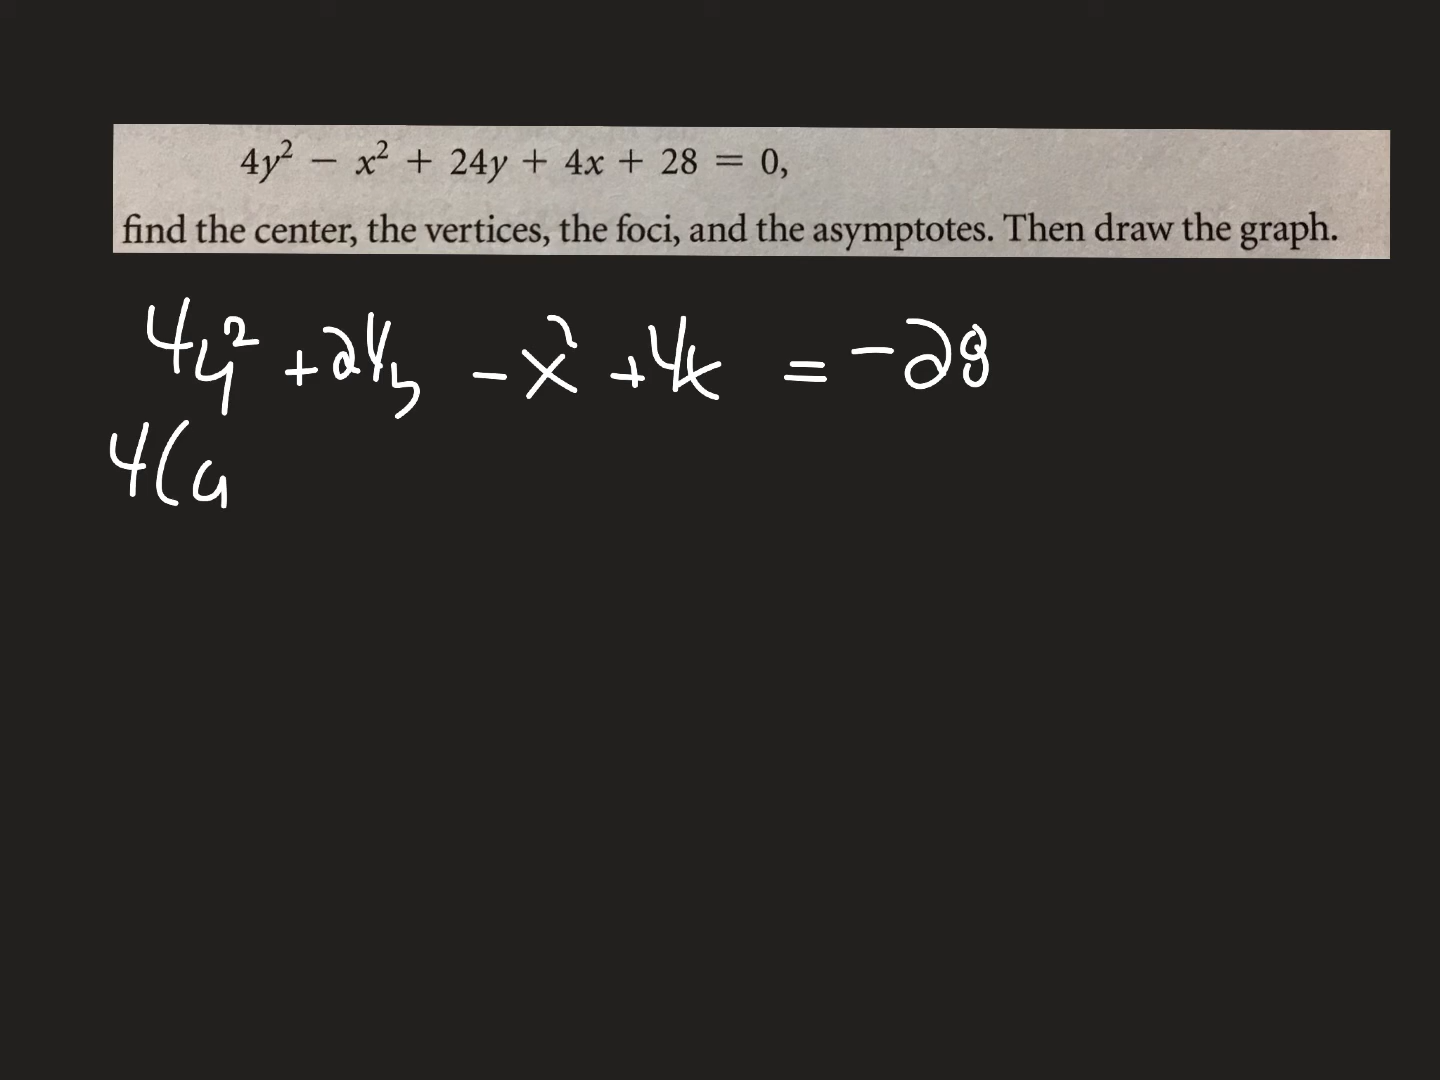 4y² − x² + 24y + 4x + 28 = 0,
find the center, the vertices, the foci, and the asymptotes. Then draw the graph.
4y² + 24y − x² + 4x = −28
4(y